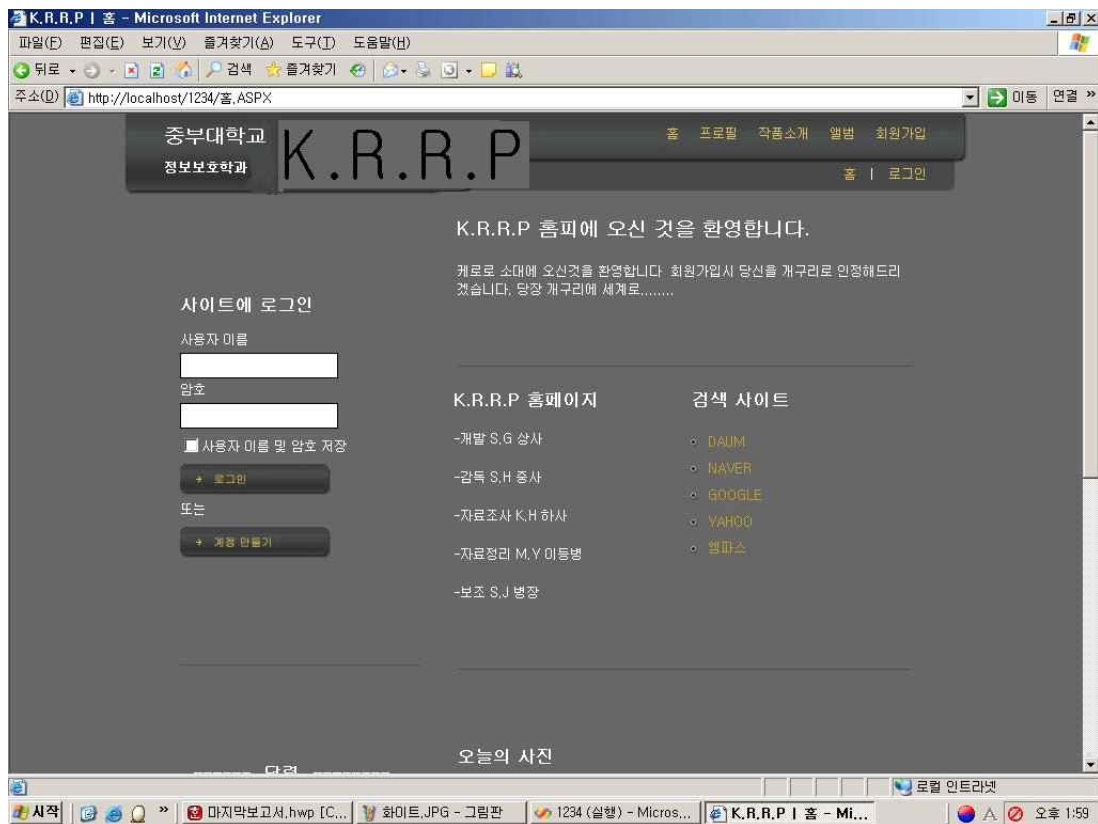 K.R.R.P | 홈 - Microsoft Internet Explorer
파일(F) 편집(E) 보기(V) 즐겨찾기(A) 도구(T) 도움말(H)
뒤로 검색 즐겨찾기
주소(D) http://localhost/1234/홈.ASPX 이동 연결 »
중부대학교
정보보호학과
K.R.R.P
홈 프로필 작품소개 앨범 회원가입
홈 | 로그인
K.R.R.P 홈피에 오신 것을 환영합니다.
케로로 소대에 오신것을 환영합니다 회원가입시 당신을 개구리로 인정해드리
겠습니다. 당장 개구리에 세계로........
사이트에 로그인
사용자 이름
암호
사용자 이름 및 암호 저장
로그인
또는
계정 만들기
K.R.R.P 홈페이지
-개발 S.G 상사
-감독 S.H 중사
-자료조사 K.H 하사
-자료정리 M.Y 이등병
-보조 S.J 병장
검색 사이트
DAUM
NAVER
GOOGLE
YAHOO
엠파스
오늘의 사진
------ 달력 --------
로컬 인트라넷
시작 » 마지막보고서.hwp [C... 화이트.JPG - 그림판 1234 (실행) - Micros... K.R.R.P | 홈 - Mi... A 오후 1:59